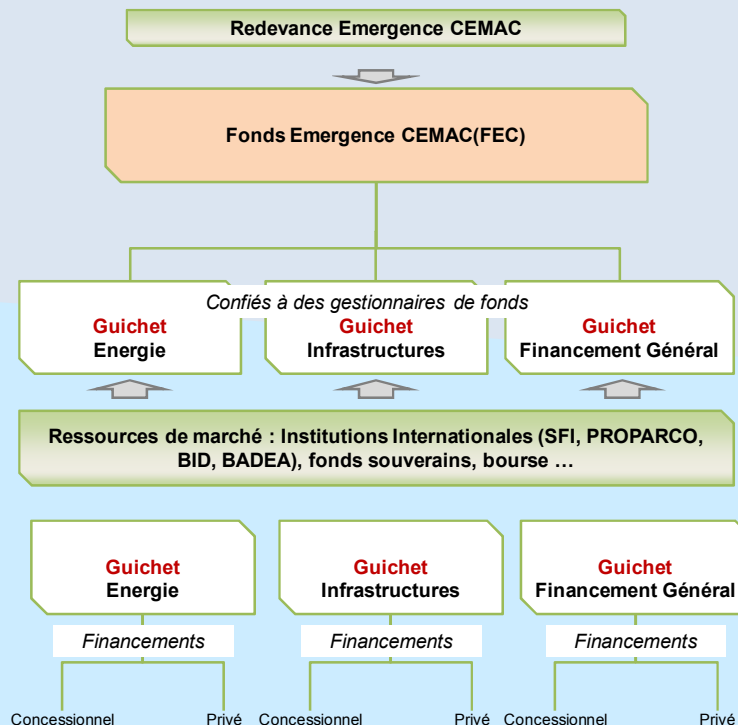 Redevance Emergence CEMAC
Fonds Emergence CEMAC(FEC)
Confiés à des gestionnaires de fonds
Guichet
Energie
Guichet
Infrastructures
Guichet
Financement Général
Ressources de marché : Institutions Internationales (SFI, PROPARCO,
BID, BADEA), fonds souverains, bourse ...
Guichet
Energie
Guichet
Infrastructures
Guichet
Financement Général
Financements
Financements
Financements
Concessionnel
Privé
Concessionnel
Privé
Concessionnel
Privé